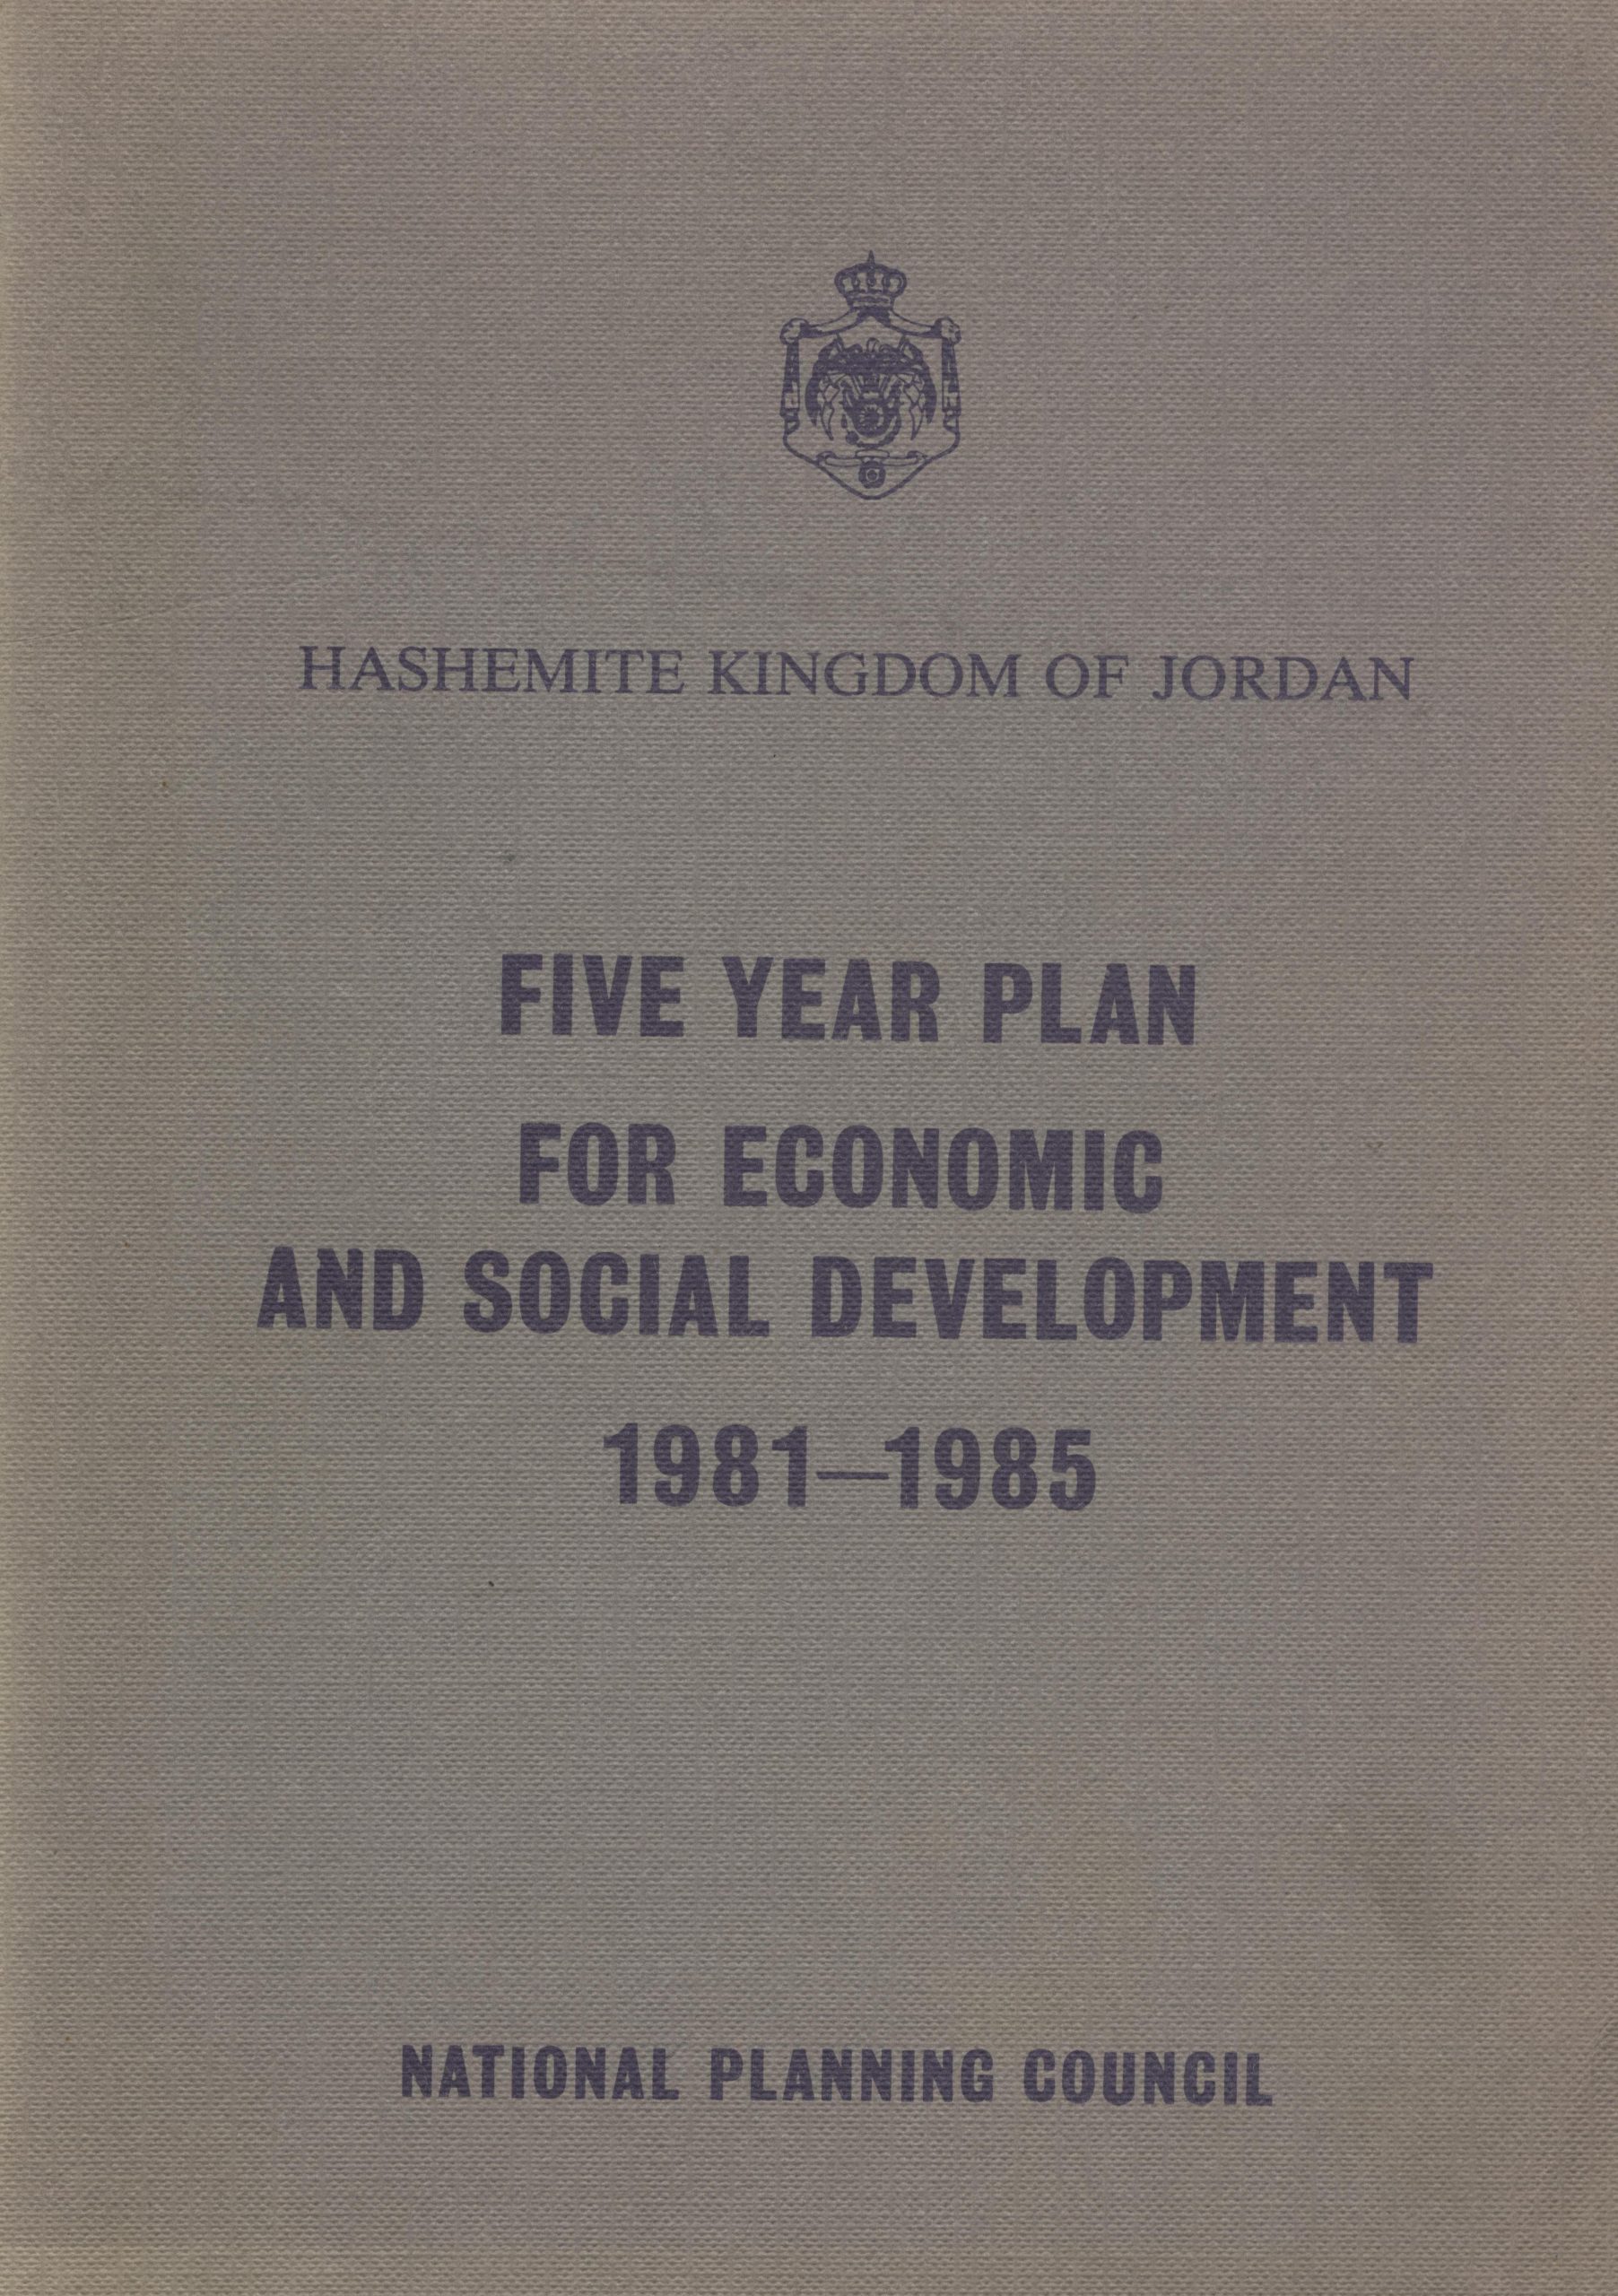 HASHEMITE KINGDOM OF JORDAN
FIVE YEAR PLAN
FOR ECONOMIC
AND SOCIAL DEVELOPMENT
1981—1985
NATIONAL PLANNING COUNCIL